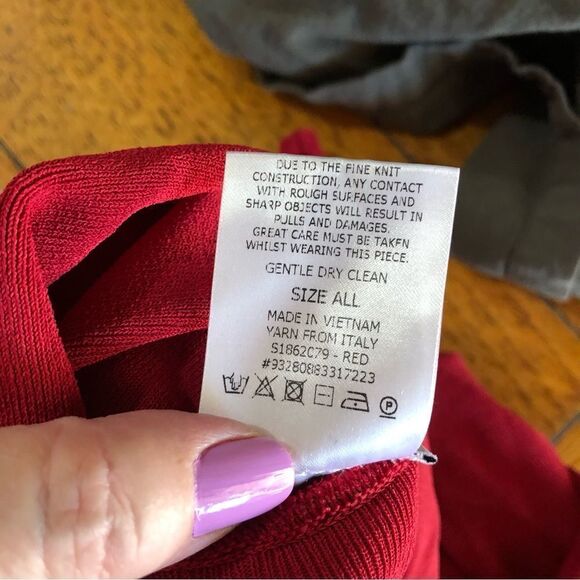 DUE TO THE FINE KNIT
CONSTRUCTION, ANY CONTACT
WITH ROUGH SURFACES AND
SHARP OBJECTS WILL RESULT IN
PULLS AND DAMAGES.
GREAT CARE MUST BE TAKEN
WHILST WEARING THIS PIECE.
GENTLE DRY CLEAN
SIZE ALL
MADE IN VIETNAM
YARN FROM ITALY
S1862C79 - RED
#93280883317223
P